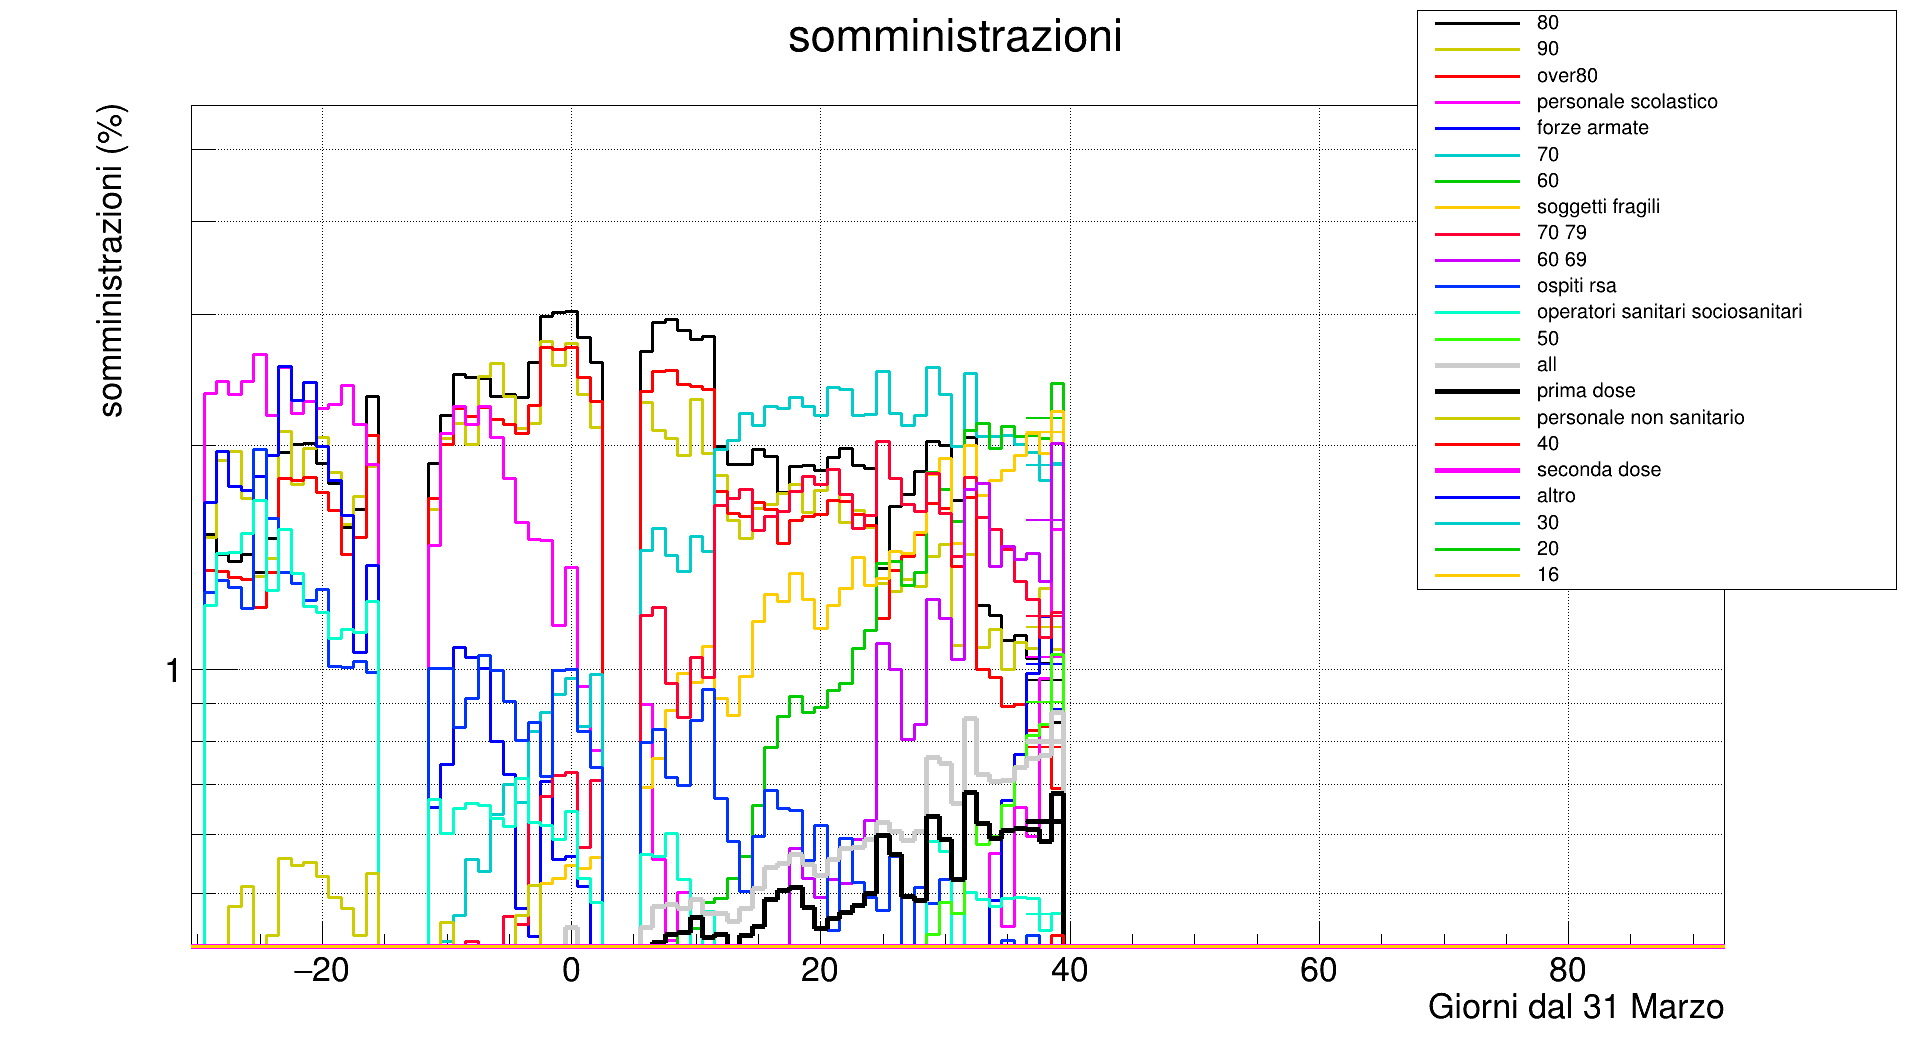 somministrazioni
somministrazioni (%)
1
−20 0 20 40 60 80
Giorni dal 31 Marzo
80
90
over80
personale scolastico
forze armate
70
60
soggetti fragili
70 79
60 69
ospiti rsa
operatori sanitari sociosanitari
50
all
prima dose
personale non sanitario
40
seconda dose
altro
30
20
16